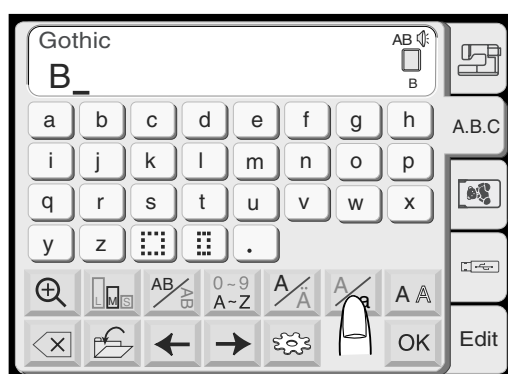 Gothic
AB
B_
B
a b c d e f g h
A.B.C
i j k l m n o p
q r s t u v w x
y z .
L M S
AB/AB
0~9
A~Z
A/Ä
A/a
A A
OK
Edit